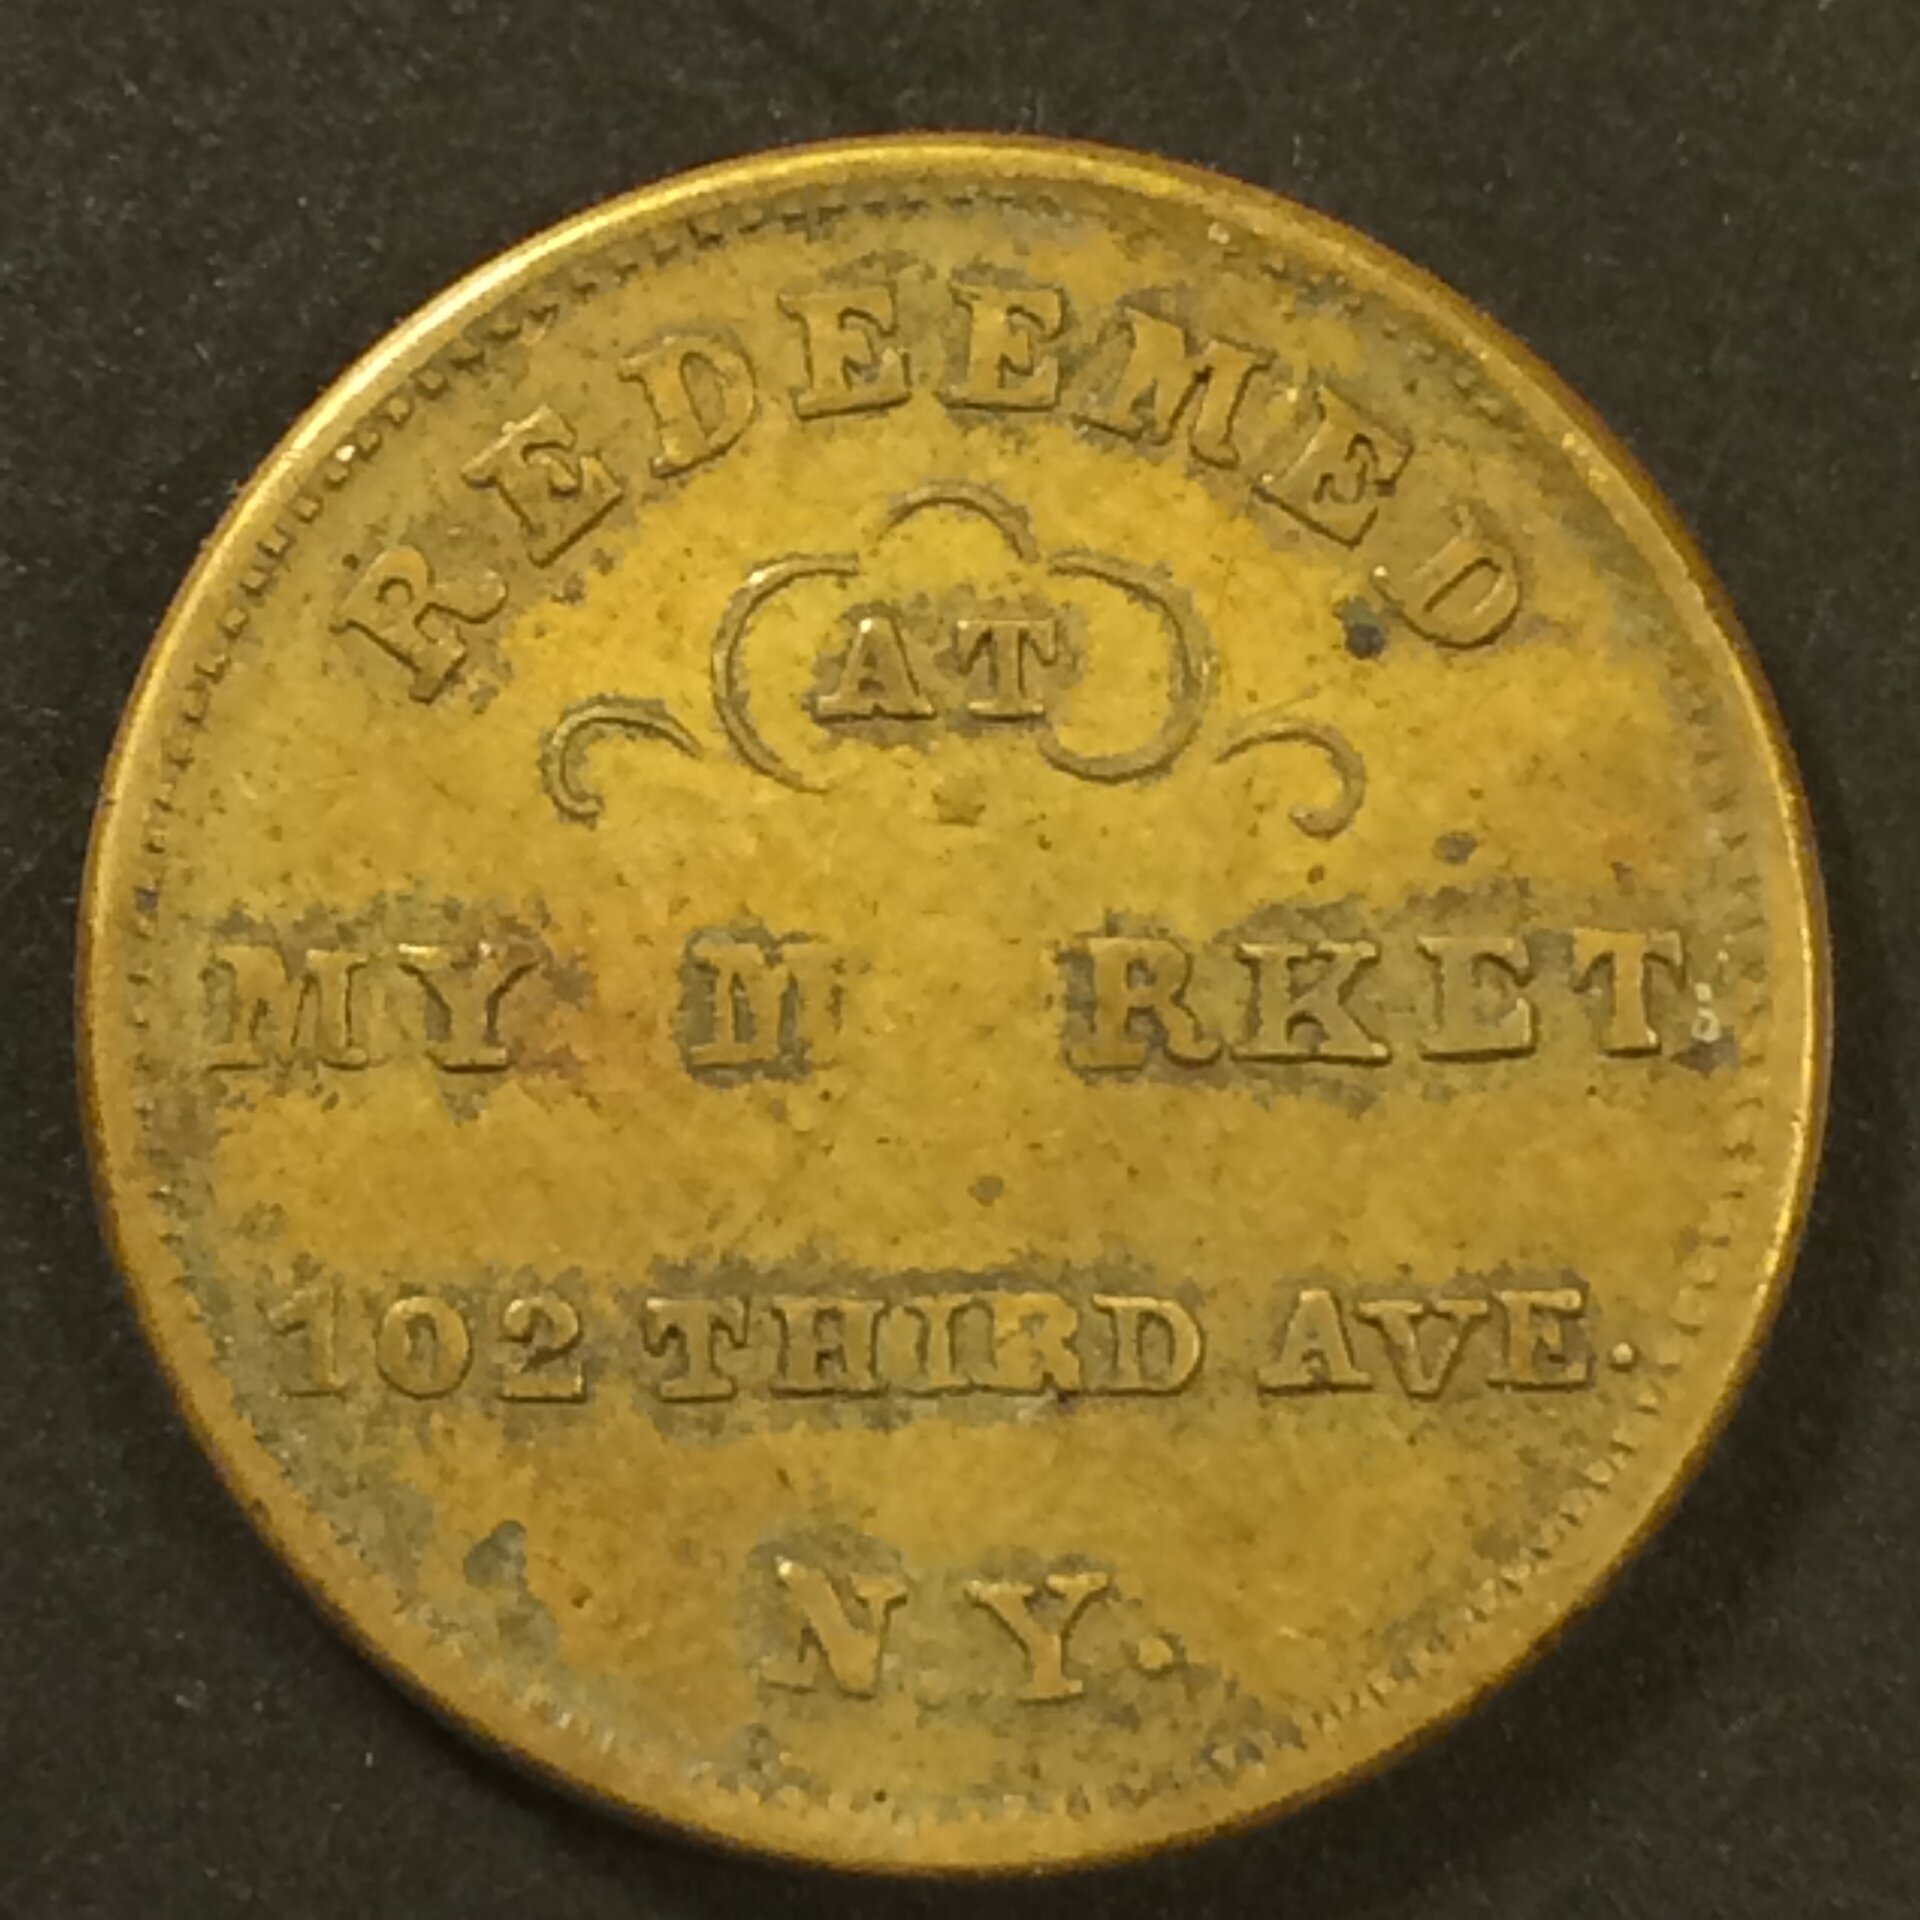 REDEEMED
AT
MY M RKET
102 THIRD AVE.
N Y.